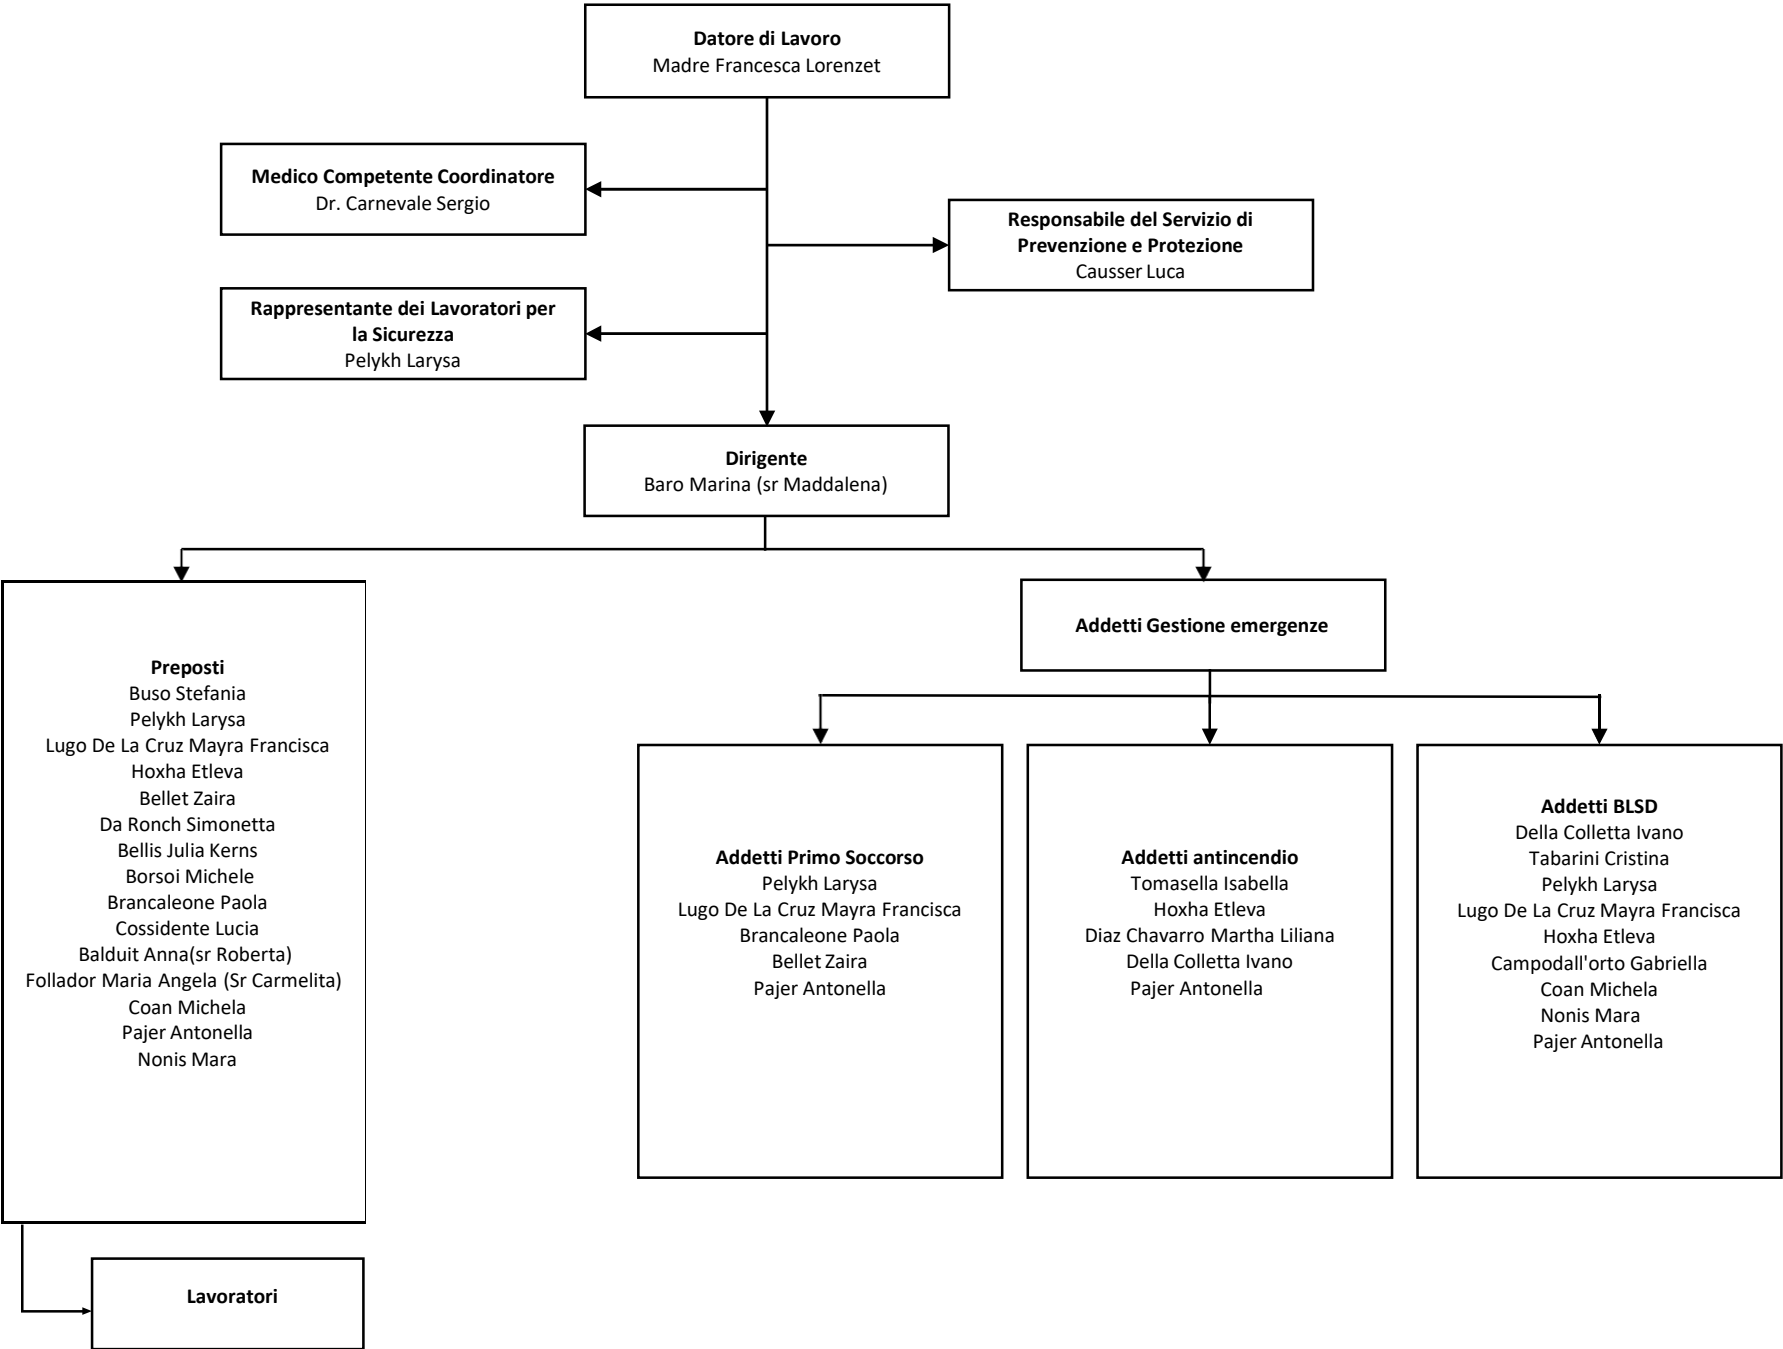 Datore di Lavoro
Madre Francesca Lorenzet
Medico Competente Coordinatore
Dr. Carnevale Sergio
Responsabile del Servizio di
Prevenzione e Protezione
Causser Luca
Rappresentante dei Lavoratori per
la Sicurezza
Pelykh Larysa
Dirigente
Baro Marina (sr Maddalena)
Preposti
Buso Stefania
Pelykh Larysa
Lugo De La Cruz Mayra Francisca
Hoxha Etleva
Bellet Zaira
Da Ronch Simonetta
Bellis Julia Kerns
Borsoi Michele
Brancaleone Paola
Cossidente Lucia
Balduit Anna(sr Roberta)
Follador Maria Angela (Sr Carmelita)
Coan Michela
Pajer Antonella
Nonis Mara
Lavoratori
Addetti Gestione emergenze
Addetti Primo Soccorso
Pelykh Larysa
Lugo De La Cruz Mayra Francisca
Brancaleone Paola
Bellet Zaira
Pajer Antonella
Addetti antincendio
Tomasella Isabella
Hoxha Etleva
Diaz Chavarro Martha Liliana
Della Colletta Ivano
Pajer Antonella
Addetti BLSD
Della Colletta Ivano
Tabarini Cristina
Pelykh Larysa
Lugo De La Cruz Mayra Francisca
Hoxha Etleva
Campodall'orto Gabriella
Coan Michela
Nonis Mara
Pajer Antonella